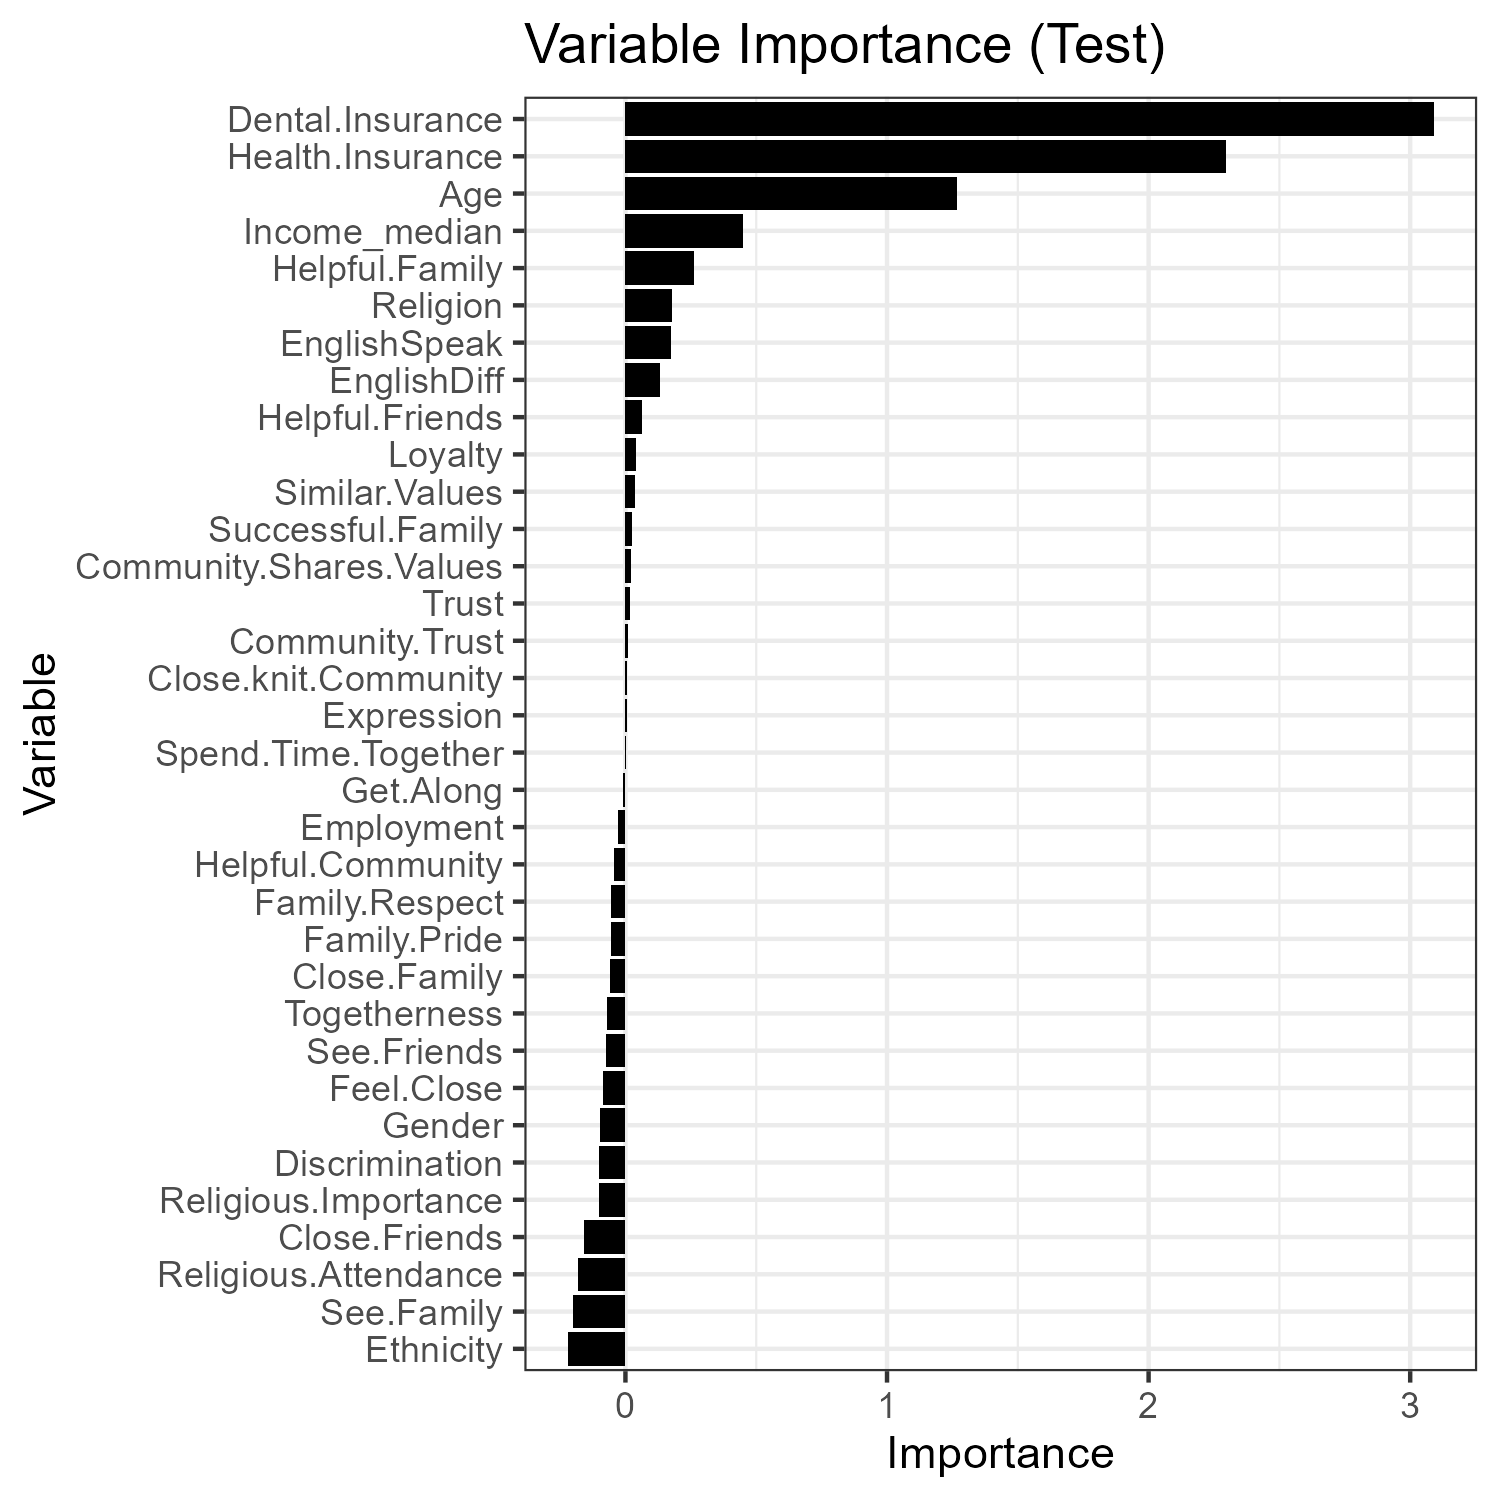 Variable Importance (Test)
Dental.Insurance
Health.Insurance
Age
Income_median
Helpful.Family
Religion
EnglishSpeak
EnglishDiff
Helpful.Friends
Loyalty
Similar.Values
Successful.Family
Community.Shares.Values
Trust
Community.Trust
Close.knit.Community
Expression
Spend.Time.Together
Get.Along
Employment
Helpful.Community
Family.Respect
Family.Pride
Close.Family
Togetherness
See.Friends
Feel.Close
Gender
Discrimination
Religious.Importance
Close.Friends
Religious.Attendance
See.Family
Ethnicity
Variable
0 1 2 3
Importance